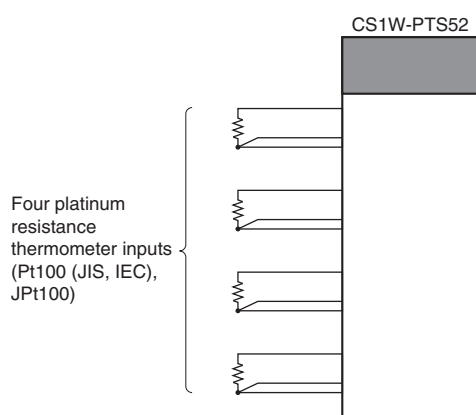 CS1W-PTS52
Four platinum
resistance
thermometer inputs
(Pt100 (JIS, IEC),
JPt100)